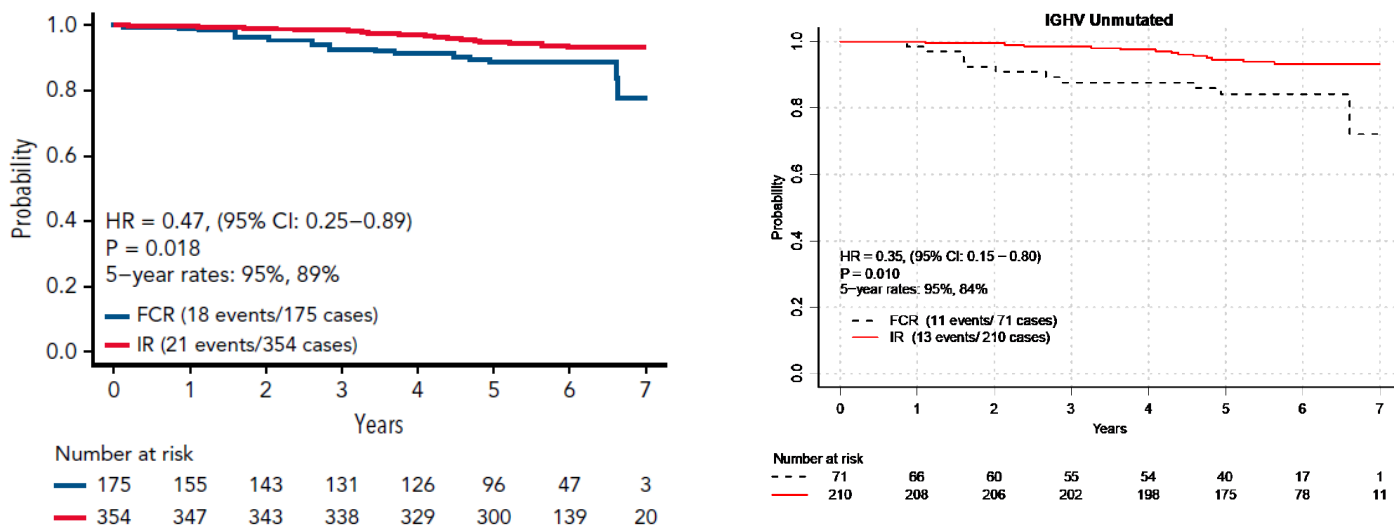 1.0
0.8
0.6
0.4
0.2
0.0
Probability
HR = 0.47, (95% CI: 0.25–0.89)
P = 0.018
5–year rates: 95%, 89%
FCR (18 events/175 cases)
IR (21 events/354 cases)
0 1 2 3 4 5 6 7
Years
Number at risk
175 155 143 131 126 96 47 3
354 347 343 338 329 300 139 20
IGHV Unmutated
1.0
0.8
0.6
0.4
0.2
0.0
Probability
HR = 0.35, (95% CI: 0.15 – 0.80)
P = 0.010
5–year rates: 95%, 84%
FCR (11 events/ 71 cases)
IR (13 events/ 210 cases)
0 1 2 3 4 5 6 7
Years
Number at risk
71 66 60 55 54 40 17 1
210 208 206 202 198 175 78 11